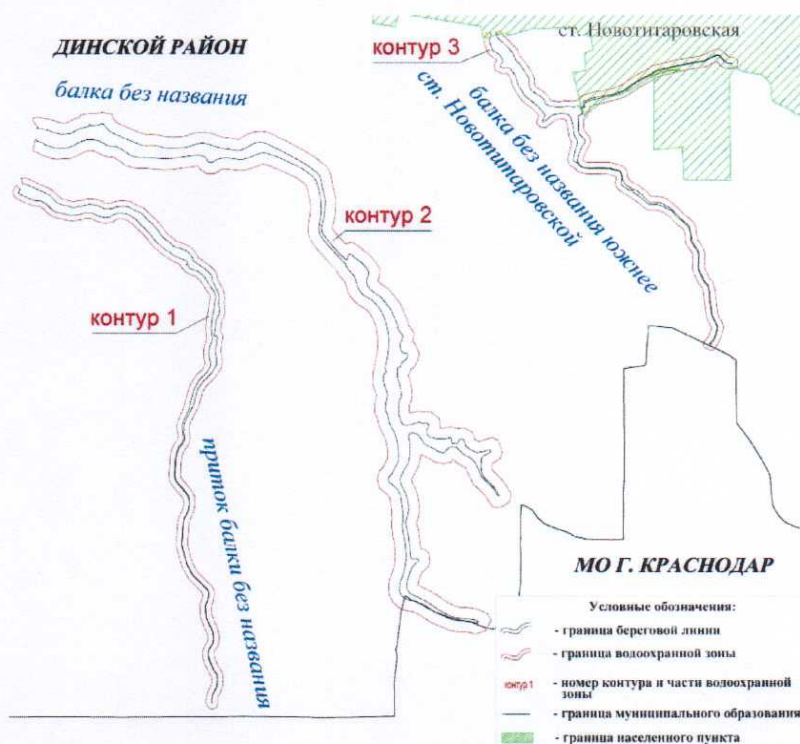 ДИНСКОЙ РАЙОН
балка без названия
контур 3
ст. Новотитаровская
балка без названия южнее
ст. Новотитаровской
контур 2
контур 1
приток балки без названия
МО Г. КРАСНОДАР
Условные обозначения:
- граница береговой линии
- граница водоохранной зоны
контур 1 - номер контура и части водоохранной
зоны
- граница муниципального образования
- граница населенного пункта